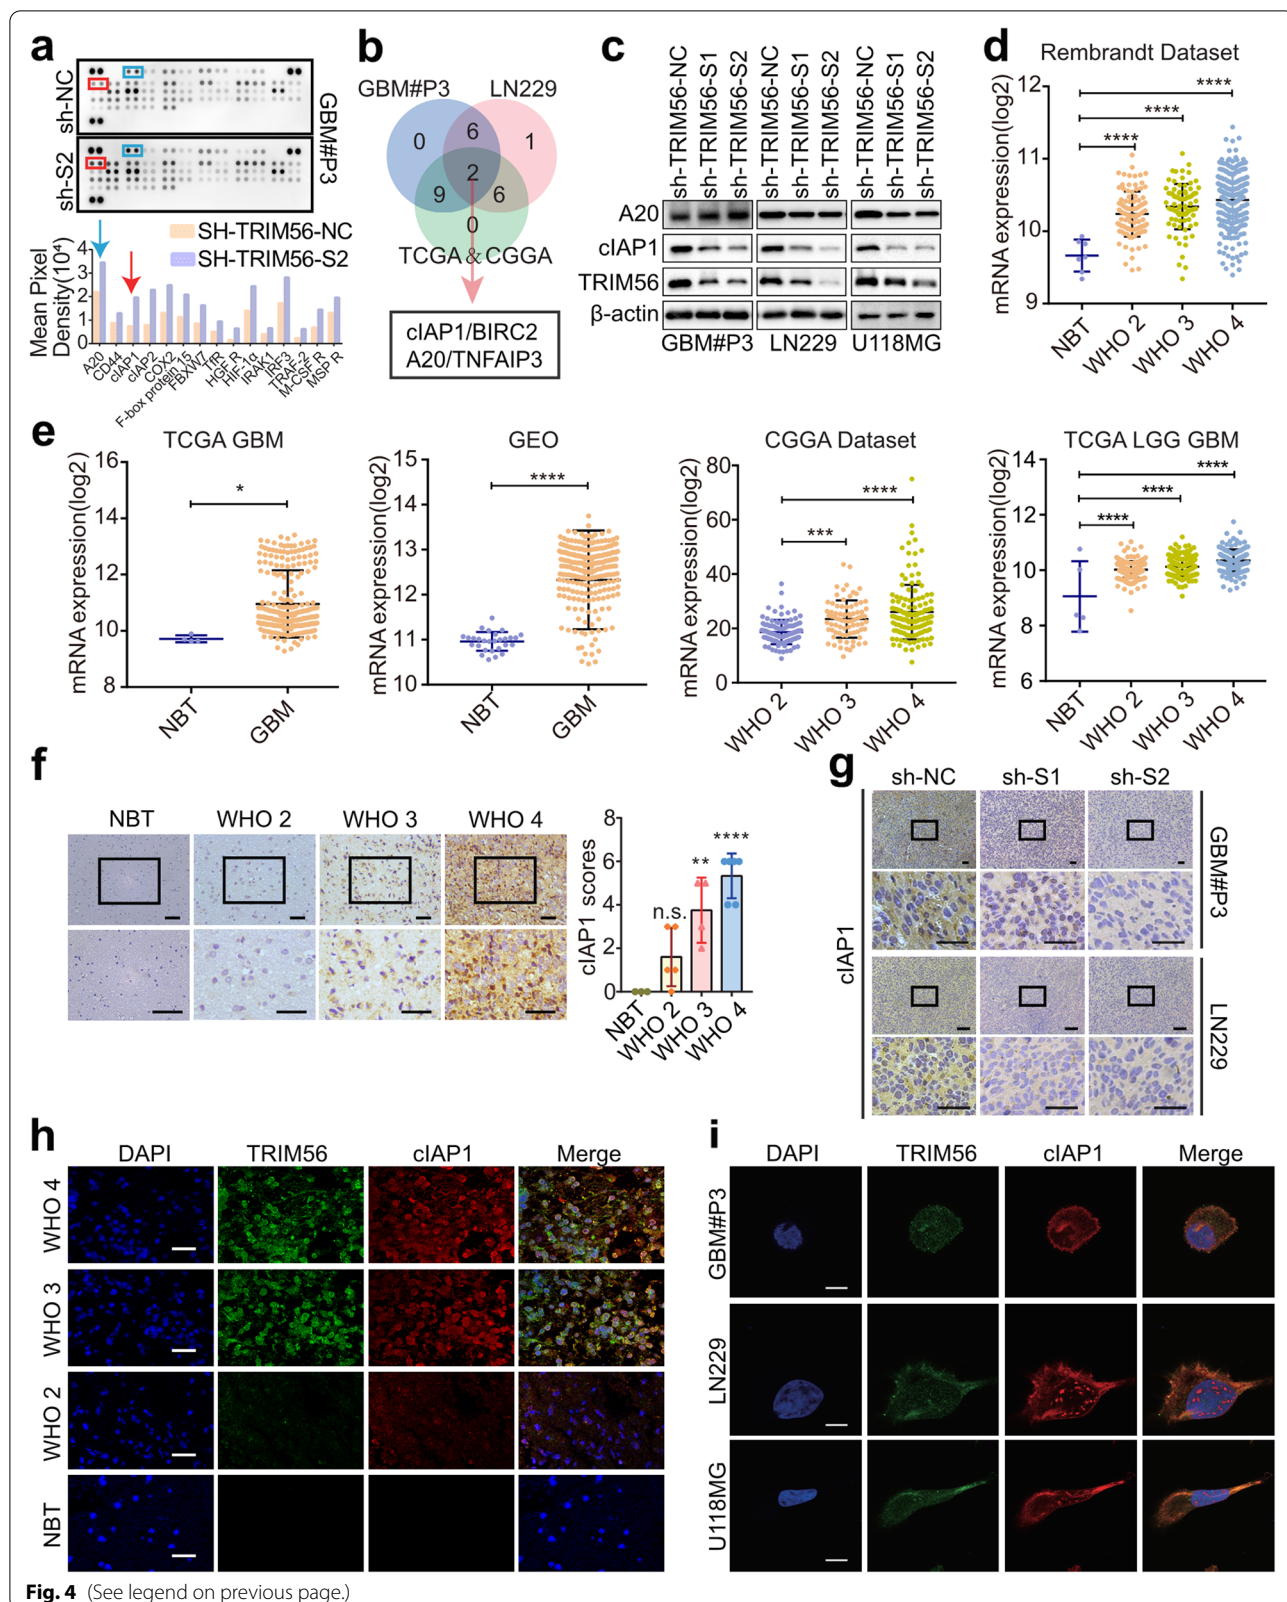 a
sh-NC
sh-S2
GBM#P3
SH-TRIM56-NC
SH-TRIM56-S2
Mean Pixel
Density(10⁴)
4
3
2
1
0
A20
CD44
cIAP1
cIAP2
COX2
F-box protein 15
FBXW7
TfR
HGF R
HIF-1α
IRAK1
IRF3
TRAF-2
M-CSF R
MSP R
b
GBM#P3
LN229
0
6
1
2
9
6
0
TCGA&CGGA
cIAP1/BIRC2
A20/TNFAIP3
c
sh-TRIM56-NC
sh-TRIM56-S1
sh-TRIM56-S2
sh-TRIM56-NC
sh-TRIM56-S1
sh-TRIM56-S2
sh-TRIM56-NC
sh-TRIM56-S1
sh-TRIM56-S2
A20
cIAP1
TRIM56
β-actin
GBM#P3 LN229 U118MG
d
Rembrandt Dataset
mRNA expression(log2)
12
11
10
9
****
****
****
NBT
WHO 2
WHO 3
WHO 4
e
TCGA GBM
mRNA expression(log2)
16
14
12
10
8
*
NBT
GBM
GEO
mRNA expression(log2)
15
14
13
12
11
10
****
NBT
GBM
CGGA Dataset
mRNA expression(log2)
80
60
40
20
0
****
***
WHO 2
WHO 3
WHO 4
TCGA LGG GBM
mRNA expression(log2)
14
12
10
8
6
****
****
****
NBT
WHO 2
WHO 3
WHO 4
f
NBT WHO 2 WHO 3 WHO 4
cIAP1 scores
8
6
4
2
0
n.s.
**
****
NBT
WHO 2
WHO 3
WHO 4
g
sh-NC sh-S1 sh-S2
cIAP1
GBM#P3
LN229
h
DAPI TRIM56 cIAP1 Merge
WHO 4
WHO 3
WHO 2
NBT
i
DAPI TRIM56 cIAP1 Merge
GBM#P3
LN229
U118MG
Fig. 4 (See legend on previous page.)